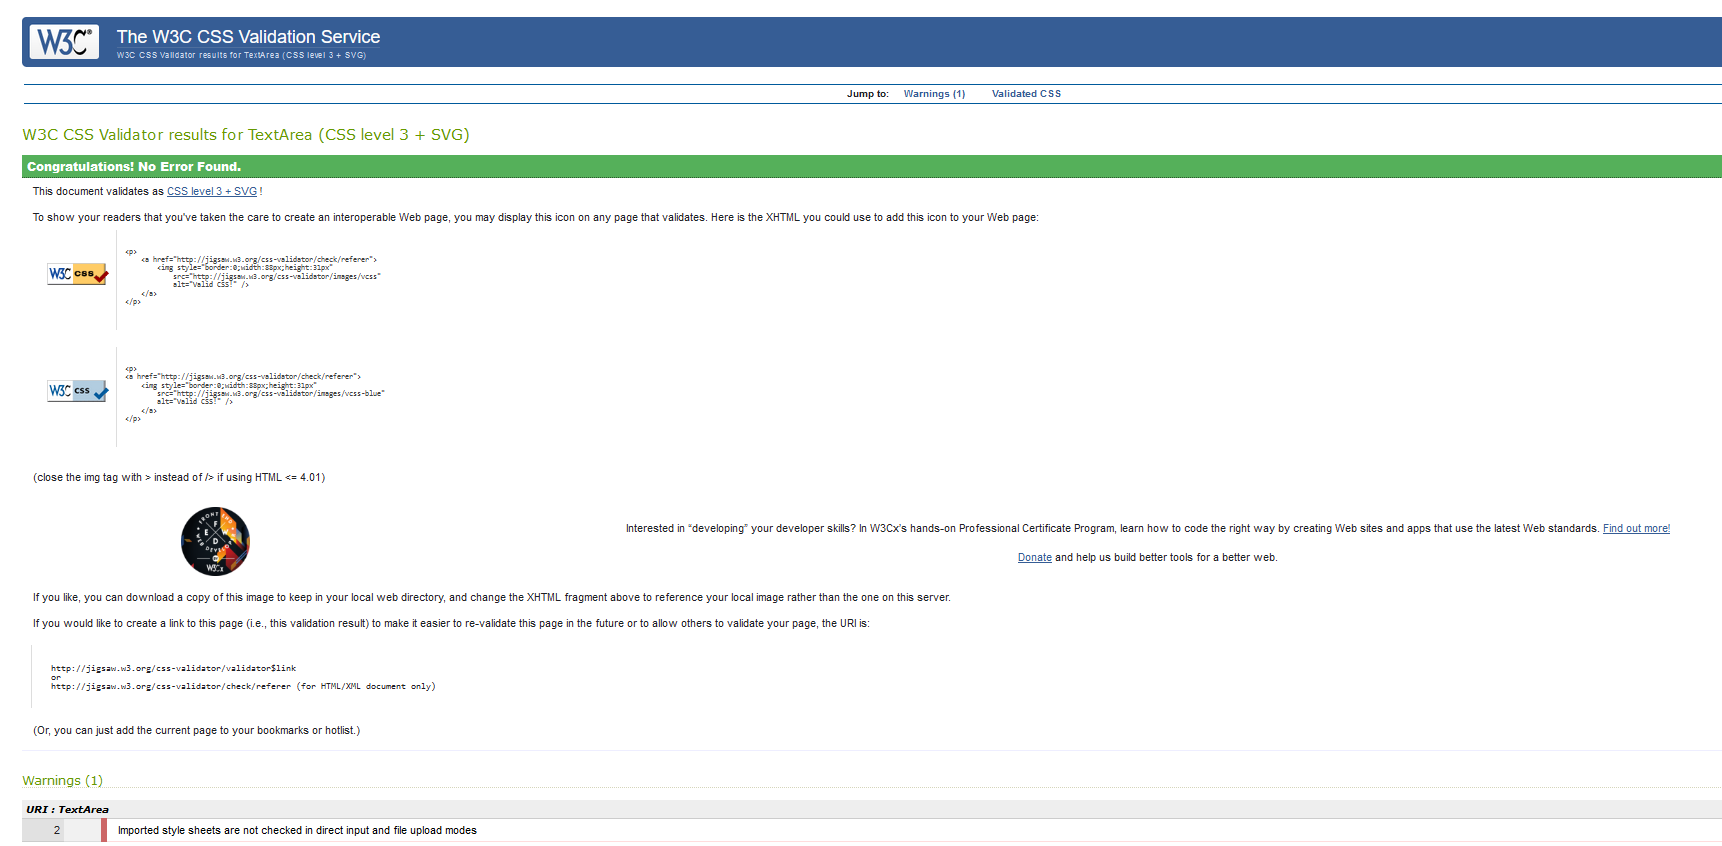 W3C®
The W3C CSS Validation Service
W3C CSS Validator results for TextArea (CSS level 3 + SVG)
Jump to: Warnings (1) Validated CSS
W3C CSS Validator results for TextArea (CSS level 3 + SVG)
Congratulations! No Error Found.
This document validates as CSS level 3 + SVG !
To show your readers that you've taken the care to create an interoperable Web page, you may display this icon on any page that validates. Here is the XHTML you could use to add this icon to your Web page:
W3C css
<p>
<a href="http://jigsaw.w3.org/css-validator/check/referer">
<img style="border:0;width:88px;height:31px"
src="http://jigsaw.w3.org/css-validator/images/vcss"
alt="Valid CSS!" />
</a>
</p>
W3C css
<p>
<a href="http://jigsaw.w3.org/css-validator/check/referer">
<img style="border:0;width:88px;height:31px"
src="http://jigsaw.w3.org/css-validator/images/vcss-blue"
alt="Valid CSS!" />
</a>
</p>
(close the img tag with > instead of /> if using HTML <= 4.01)
FRONT END
F E W D
WEB DEVELOPER
W3Cx
Interested in “developing” your developer skills? In W3Cx's hands-on Professional Certificate Program, learn how to code the right way by creating Web sites and apps that use the latest Web standards. Find out more!
Donate and help us build better tools for a better web.
If you like, you can download a copy of this image to keep in your local web directory, and change the XHTML fragment above to reference your local image rather than the one on this server.
If you would like to create a link to this page (i.e., this validation result) to make it easier to re-validate this page in the future or to allow others to validate your page, the URI is:
http://jigsaw.w3.org/css-validator/validator$link
or
http://jigsaw.w3.org/css-validator/check/referer (for HTML/XML document only)
(Or, you can just add the current page to your bookmarks or hotlist.)
Warnings (1)
URI : TextArea
2 Imported style sheets are not checked in direct input and file upload modes